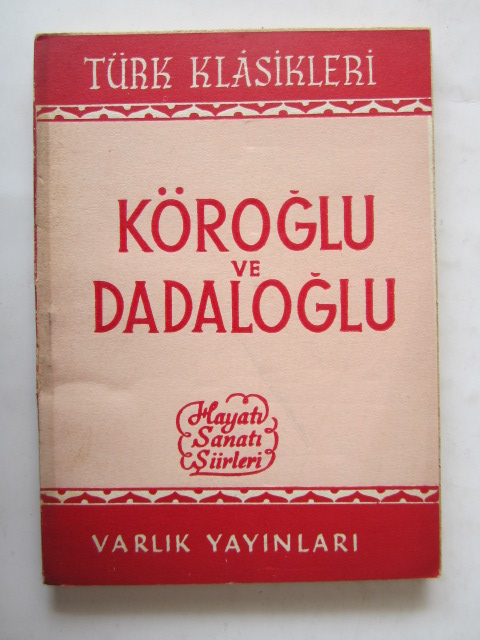 TÜRK KLÂSİKLERİ
KÖROĞLU
VE
DADALOĞLU
Hayatı
Sanatı
Şiirleri
VARLIK YAYINLARI